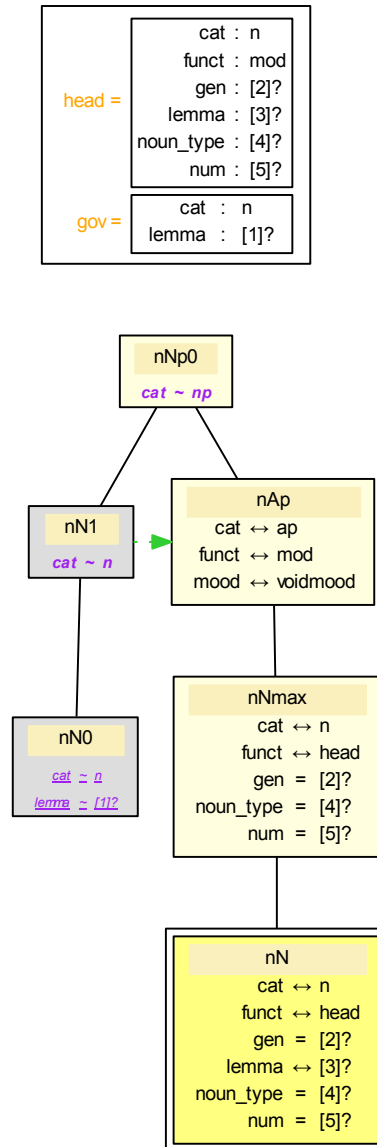 head =
cat : n
funct : mod
gen : [2]?
lemma : [3]?
noun_type : [4]?
num : [5]?
gov =
cat : n
lemma : [1]?
nNp0
cat ~ np
nN1
cat ~ n
nAp
cat ↔ ap
funct ↔ mod
mood ↔ voidmood
nN0
cat ~ n
lemma ~ [1]?
nNmax
cat ↔ n
funct ↔ head
gen = [2]?
noun_type = [4]?
num = [5]?
nN
cat ↔ n
funct ↔ head
gen = [2]?
lemma ↔ [3]?
noun_type = [4]?
num = [5]?